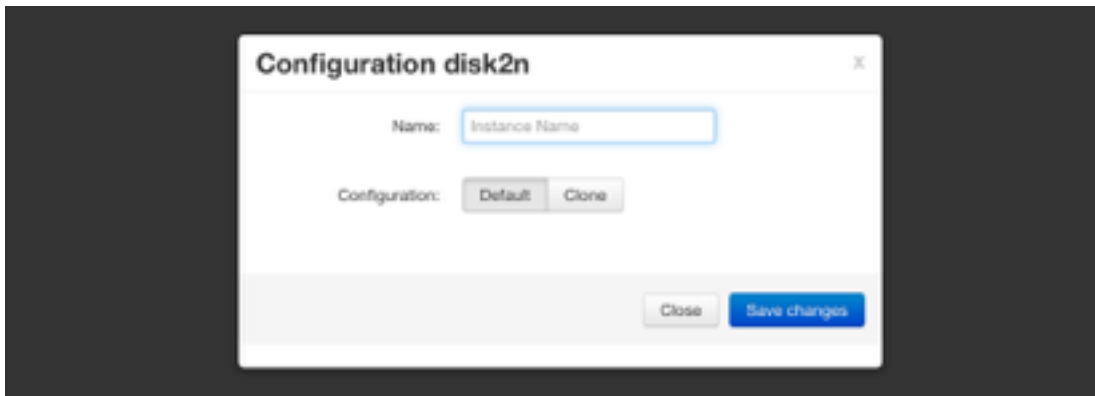 Configuration disk2n x
Name: Instance Name
Configuration: Default Clone
Close Save changes